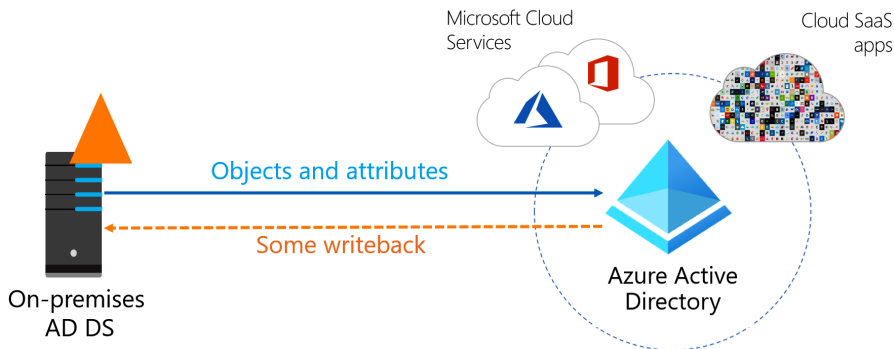 Microsoft Cloud
Services
Cloud SaaS
apps
Objects and attributes
Some writeback
On-premises
AD DS
Azure Active
Directory